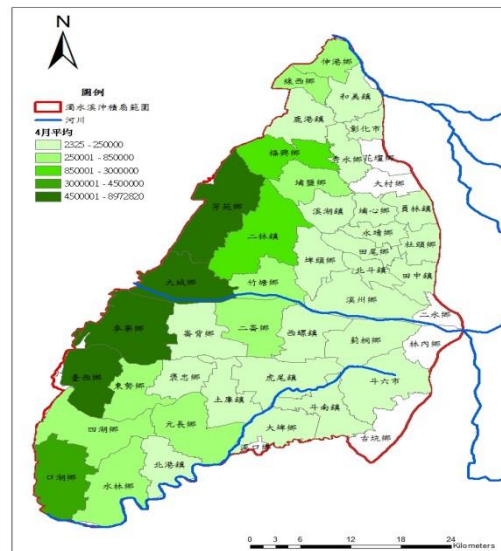 N
圖例
濁水溪沖積扇範圍
河川
4月平均
2325 - 250000
250001 - 850000
850001 - 3000000
3000001 - 4500000
4500001 - 8972820
伸港鄉
線西鄉
和美鎮
鹿港鎮
彰化市
福興鄉
秀水鄉
花壇鄉
芳苑鄉
埔鹽鄉
大村鄉
溪湖鎮
埔心鄉
員林鎮
二林鎮
永靖鄉
社頭鄉
埤頭鄉
田尾鄉
大城鄉
竹塘鄉
北斗鎮
田中鎮
溪州鄉
二水鄉
麥寮鄉
崙背鄉
二崙鄉
西螺鎮
莿桐鄉
林內鄉
臺西鄉
東勢鄉
褒忠鄉
虎尾鎮
斗六市
土庫鎮
四湖鄉
元長鄉
斗南鎮
大埤鄉
古坑鄉
溪口鄉
北港鎮
口湖鄉
水林鄉
0 3 6 12 18 24
Kilometers